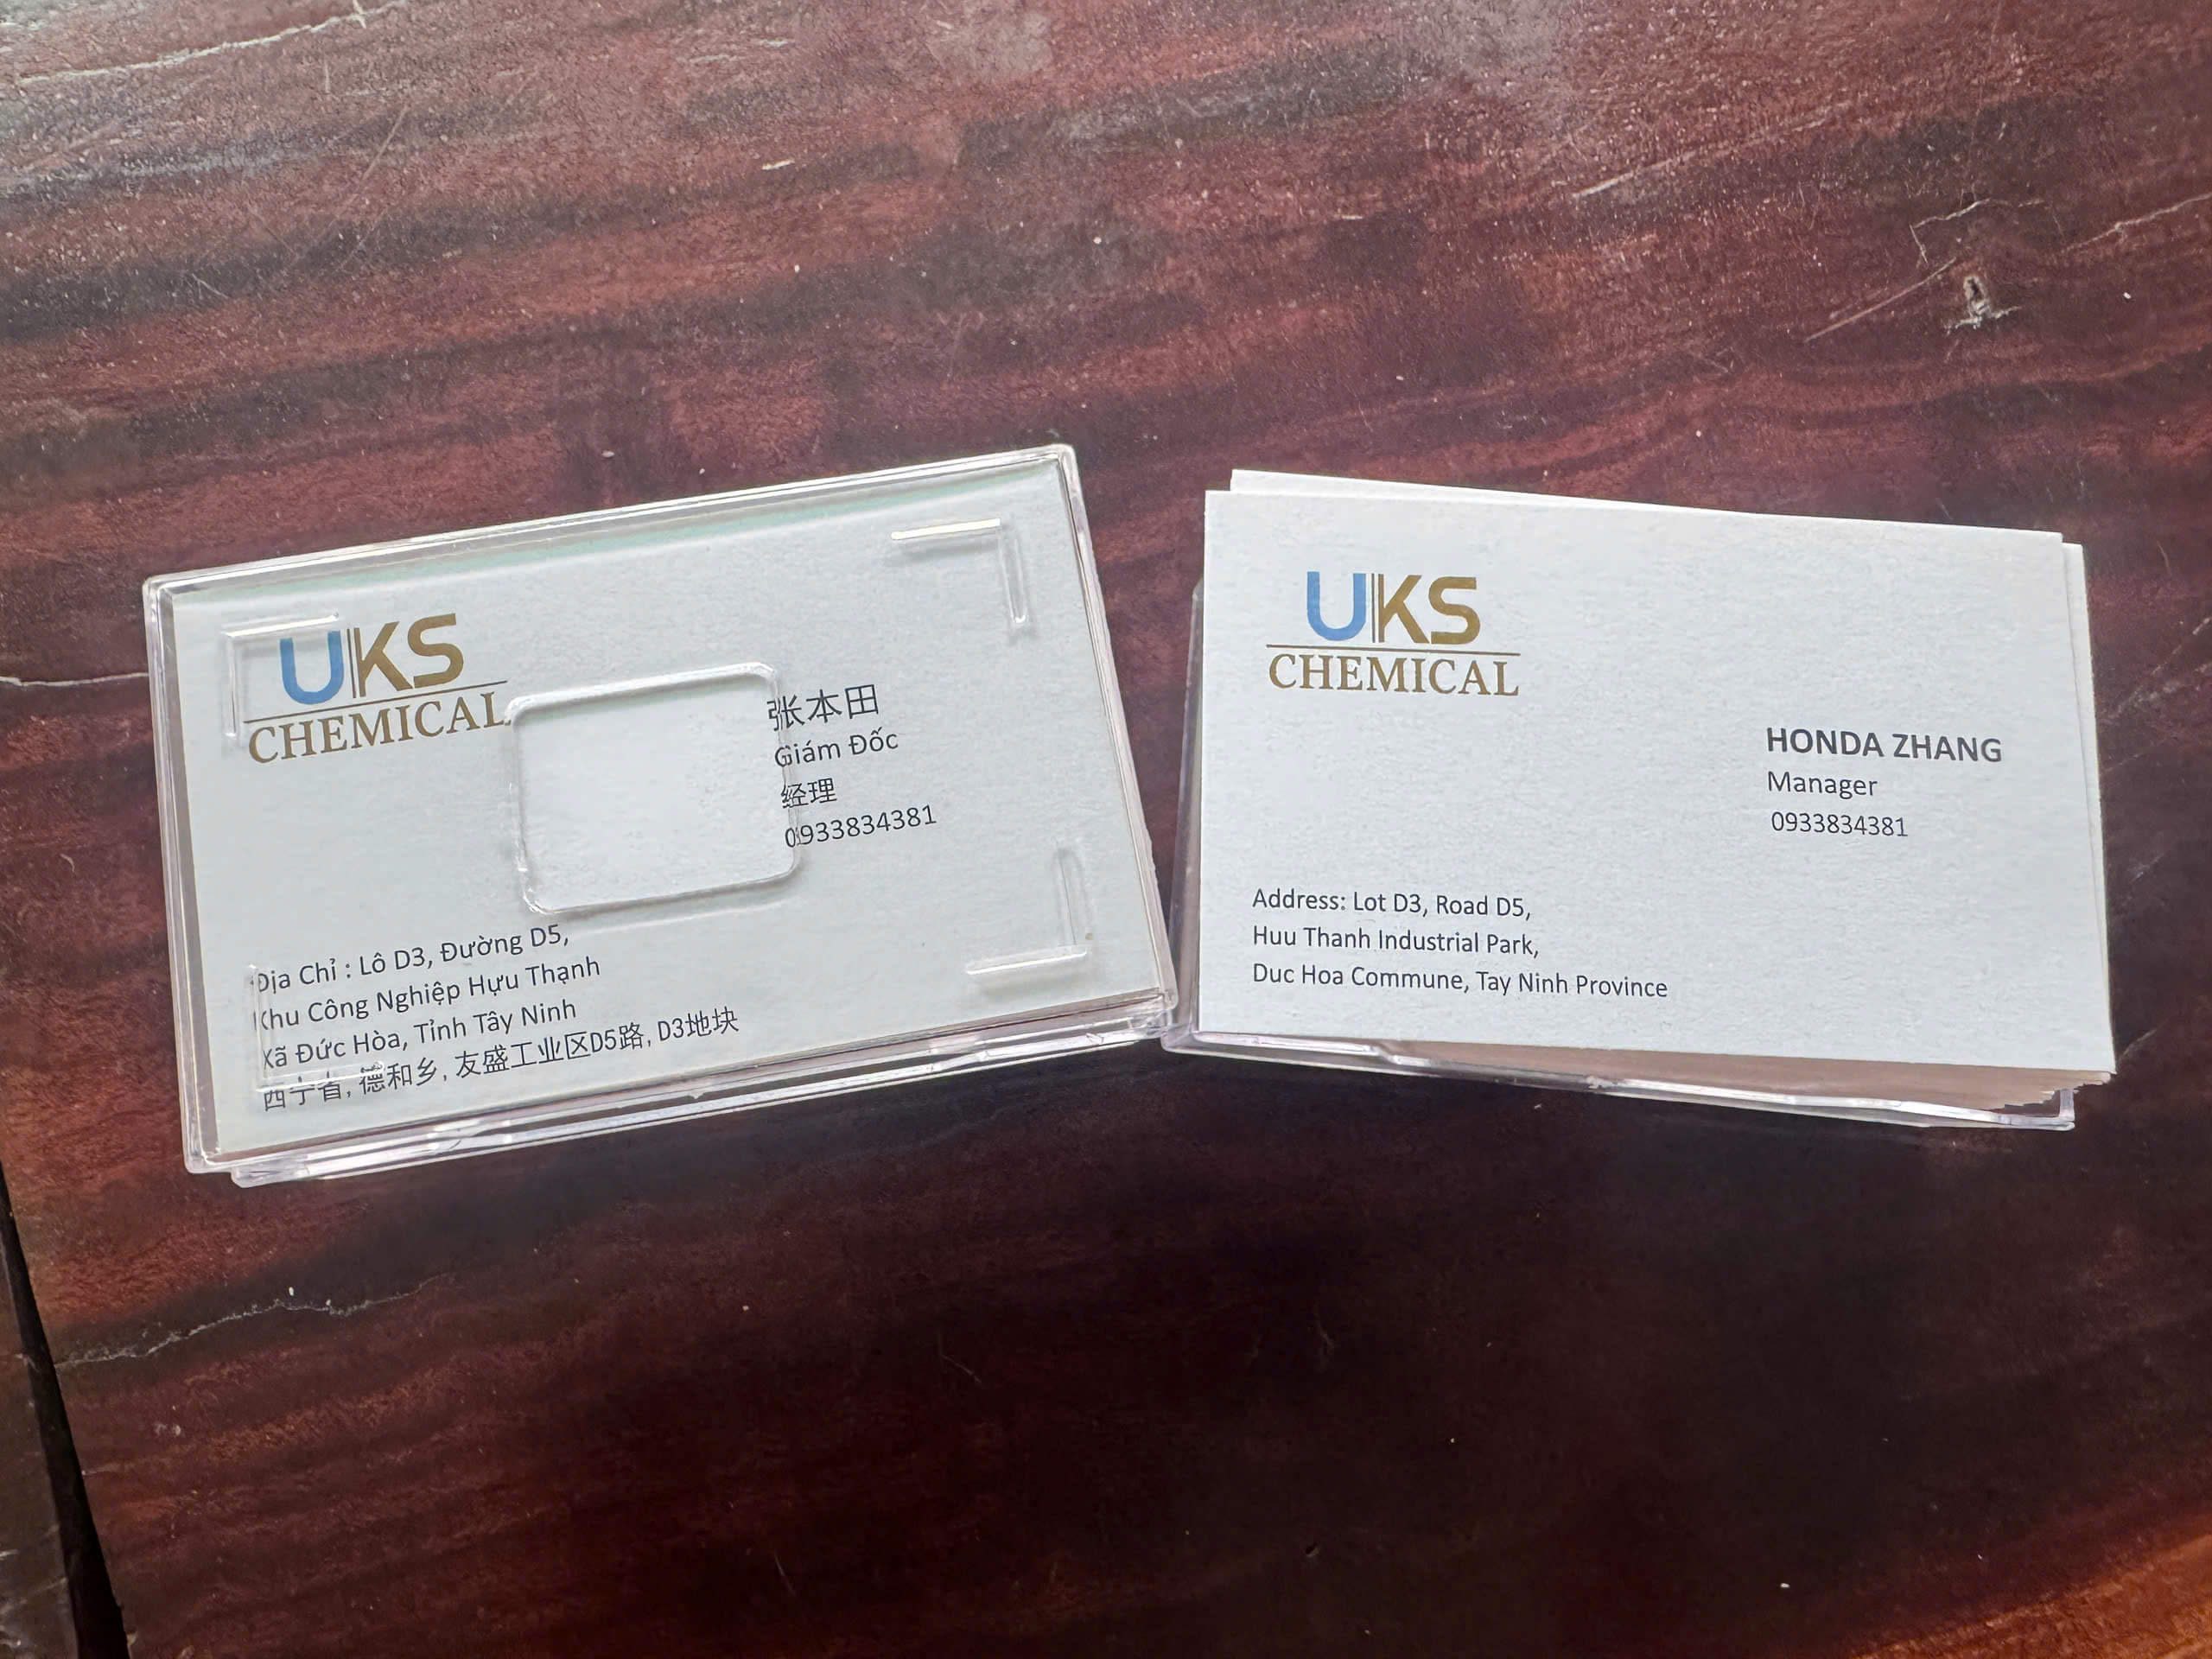 UKS
CHEMICAL
张本田
Giám Đốc
经理
0933834381
Địa Chỉ : Lô D3, Đường D5,
Khu Công Nghiệp Hựu Thạnh
Xã Đức Hòa, Tỉnh Tây Ninh
西宁省, 德和乡, 友盛工业区D5路, D3地块
UKS
CHEMICAL
HONDA ZHANG
Manager
0933834381
Address: Lot D3, Road D5,
Huu Thanh Industrial Park,
Duc Hoa Commune, Tay Ninh Province